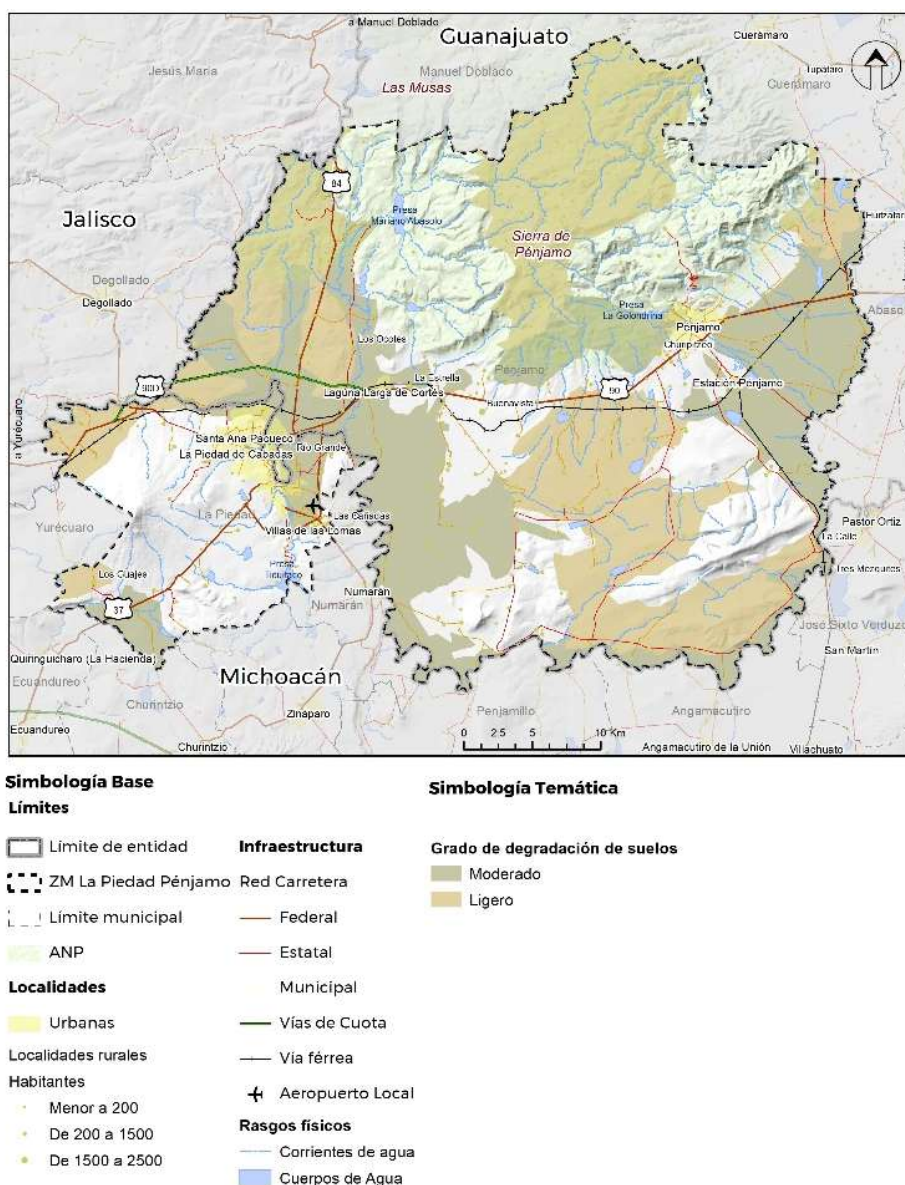 a Manuel Doblado
Guanajuato
Cuerámaro
Jesús María
Manuel Doblado
Tupátaro
Las Musas
Cuerámaro
84
Presa
Mariano Abasolo
Jalisco
Huitzatar
Sierra de
Pénjamo
Degollado
Degollado
Presa
La Golondrina
Abaso
Pénjamo
Churipitzeo
Los Ocotes
La Estrella
Pénjamo
Estación Pénjamo
90D
Laguna Larga de Cortés
90
Buenavista
a Yurécuaro
Santa Ana Pacueco
Rio Grande
La Piedad de Cabadas
La Piedad
Las Cañadas
Yurécuaro
Villas de las Lomas
Pastor Ortiz
La Calle
Presa
Ticuitaco
Los Guajes
Numarán
Tres Mezquites
37
Numarán
José Sixto Verduzco
Quiringuicharo (La Hacienda)
Michoacán
San Martín
Ecuandureo
Churintzio
Zináparo
Penjamillo
Angamacutiro
Ecuandureo
0 2.5 5 10 Km
Churintzio
Angamacutiro de la Unión
Villachuato
Simbología Base
Límites
Límite de entidad
ZM La Piedad Pénjamo
Límite municipal
ANP
Localidades
Urbanas
Localidades rurales
Habitantes
Menor a 200
De 200 a 1500
De 1500 a 2500
Infraestructura
Red Carretera
Federal
Estatal
Municipal
Vías de Cuota
Vía férrea
Aeropuerto Local
Rasgos físicos
Corrientes de agua
Cuerpos de Agua
Simbología Temática
Grado de degradación de suelos
Moderado
Ligero